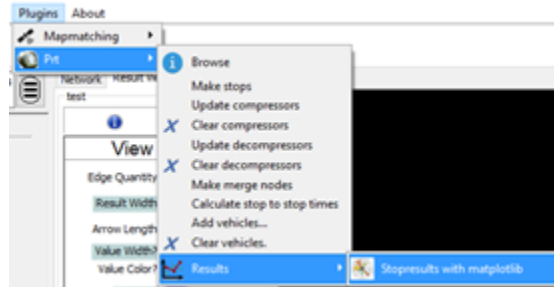 Plugins About
Mapmatching
Prt
Browse
Network
test
Make stops
Update compressors
Clear compressors
View
Update decompressors
Clear decompressors
Edge Quantity
Make merge nodes
Result Width
Calculate stop to stop times
Add vehicles...
Arrow Length
Clear vehicles.
Value Width?
Value Color?
Results
Stopresults with matplotlib